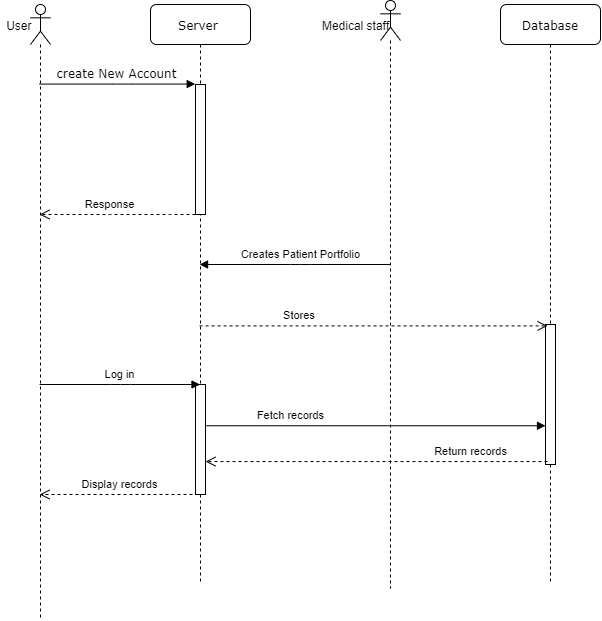 User
Server
Medical staff
Database
create New Account
Response
Creates Patient Portfolio
Stores
Log in
Fetch records
Return records
Display records